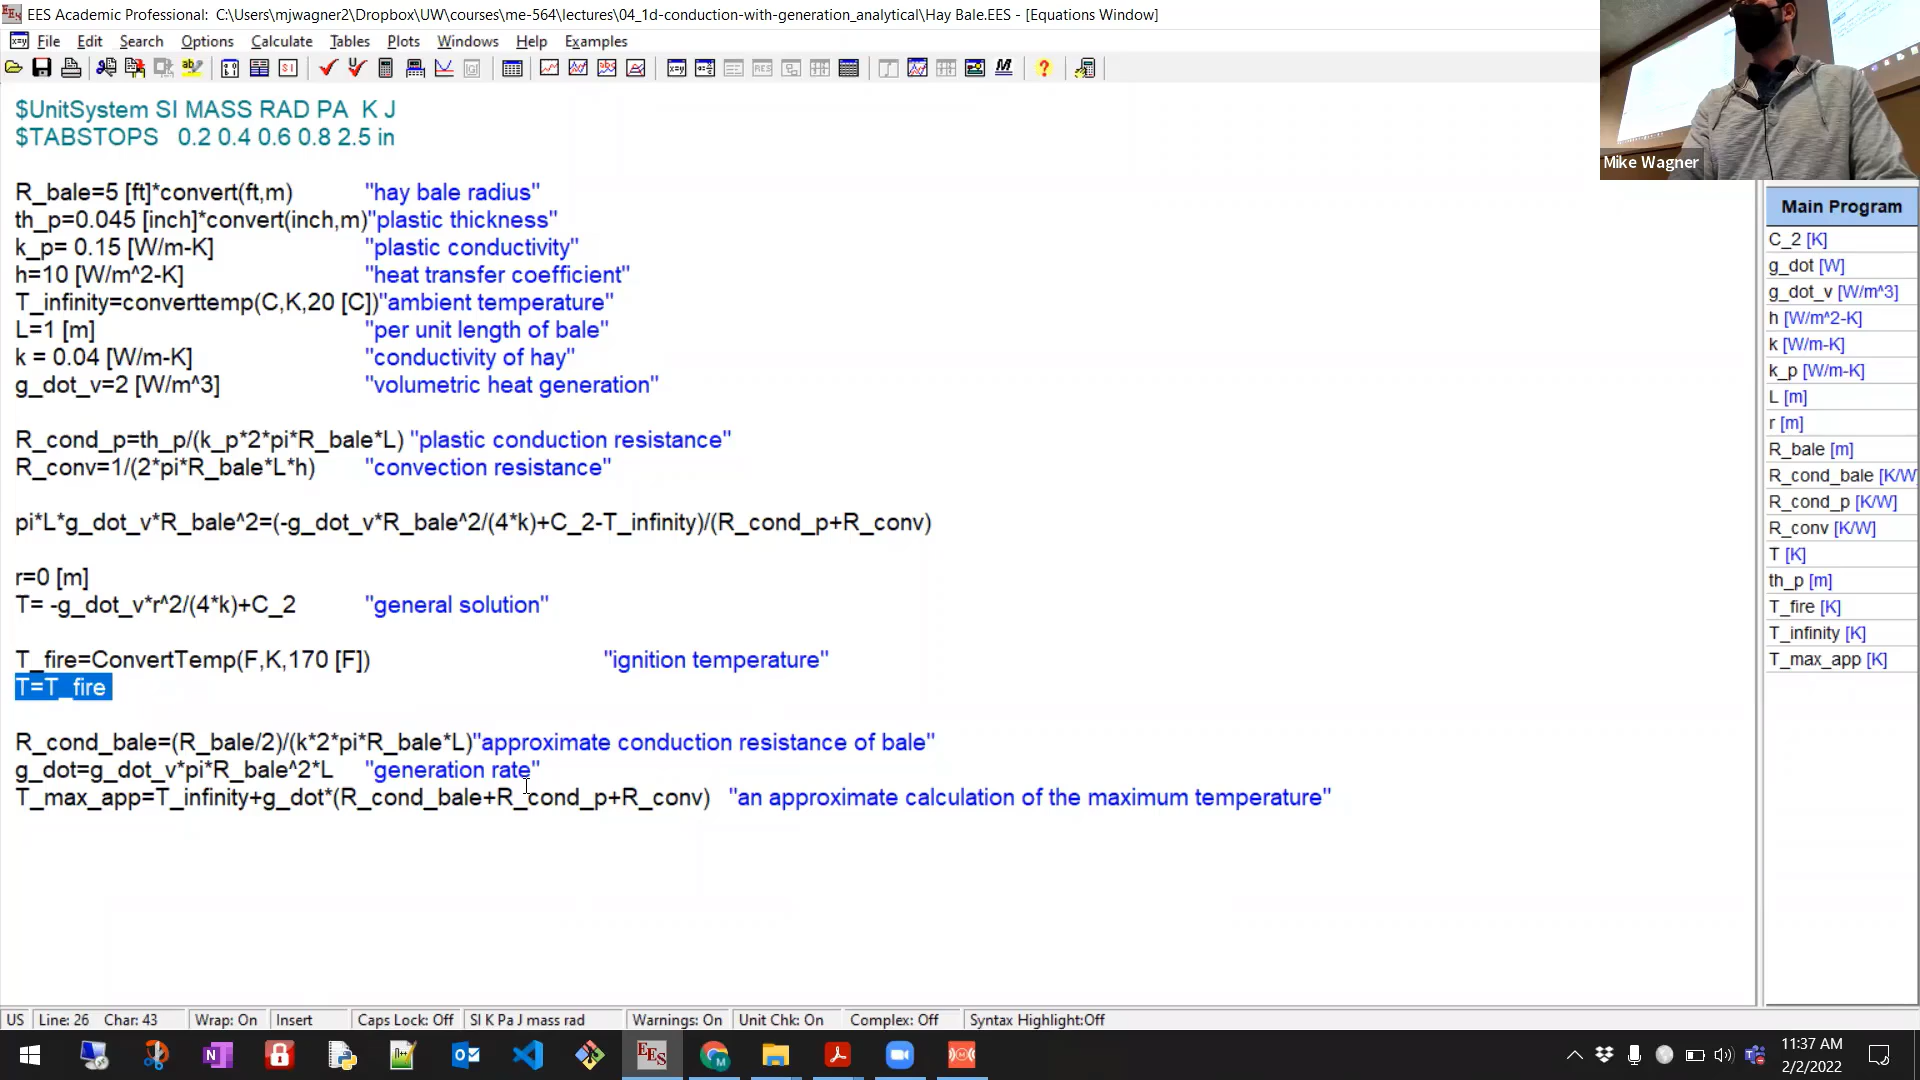 EES Academic Professional: C:\Users\mjwagner2\Dropbox\UW\courses\me-564\lectures\04_1d-conduction-with-generation_analytical\Hay Bale.EES - [Equations Window]
File Edit Search Options Calculate Tables Plots Windows Help Examples
$UnitSystem SI MASS RAD PA K J
$TABSTOPS 0.2 0.4 0.6 0.8 2.5 in
R_bale=5 [ft]*convert(ft,m) "hay bale radius"
th_p=0.045 [inch]*convert(inch,m)"plastic thickness"
k_p= 0.15 [W/m-K] "plastic conductivity"
h=10 [W/m^2-K] "heat transfer coefficient"
T_infinity=converttemp(C,K,20 [C])"ambient temperature"
L=1 [m] "per unit length of bale"
k = 0.04 [W/m-K] "conductivity of hay"
g_dot_v=2 [W/m^3] "volumetric heat generation"
R_cond_p=th_p/(k_p*2*pi*R_bale*L) "plastic conduction resistance"
R_conv=1/(2*pi*R_bale*L*h) "convection resistance"
pi*L*g_dot_v*R_bale^2=(-g_dot_v*R_bale^2/(4*k)+C_2-T_infinity)/(R_cond_p+R_conv)
r=0 [m]
T= -g_dot_v*r^2/(4*k)+C_2 "general solution"
T_fire=ConvertTemp(F,K,170 [F]) "ignition temperature"
T=T_fire
R_cond_bale=(R_bale/2)/(k*2*pi*R_bale*L)"approximate conduction resistance of bale"
g_dot=g_dot_v*pi*R_bale^2*L "generation rate"
T_max_app=T_infinity+g_dot*(R_cond_bale+R_cond_p+R_conv) "an approximate calculation of the maximum temperature"
Mike Wagner
Main Program
C_2 [K]
g_dot [W]
g_dot_v [W/m^3]
h [W/m^2-K]
k [W/m-K]
k_p [W/m-K]
L [m]
r [m]
R_bale [m]
R_cond_bale [K/W
R_cond_p [K/W]
R_conv [K/W]
T [K]
th_p [m]
T_fire [K]
T_infinity [K]
T_max_app [K]
US Line: 26 Char: 43 Wrap: On Insert Caps Lock: Off SI K Pa J mass rad Warnings: On Unit Chk: On Complex: Off Syntax Highlight:Off
11:37 AM
2/2/2022